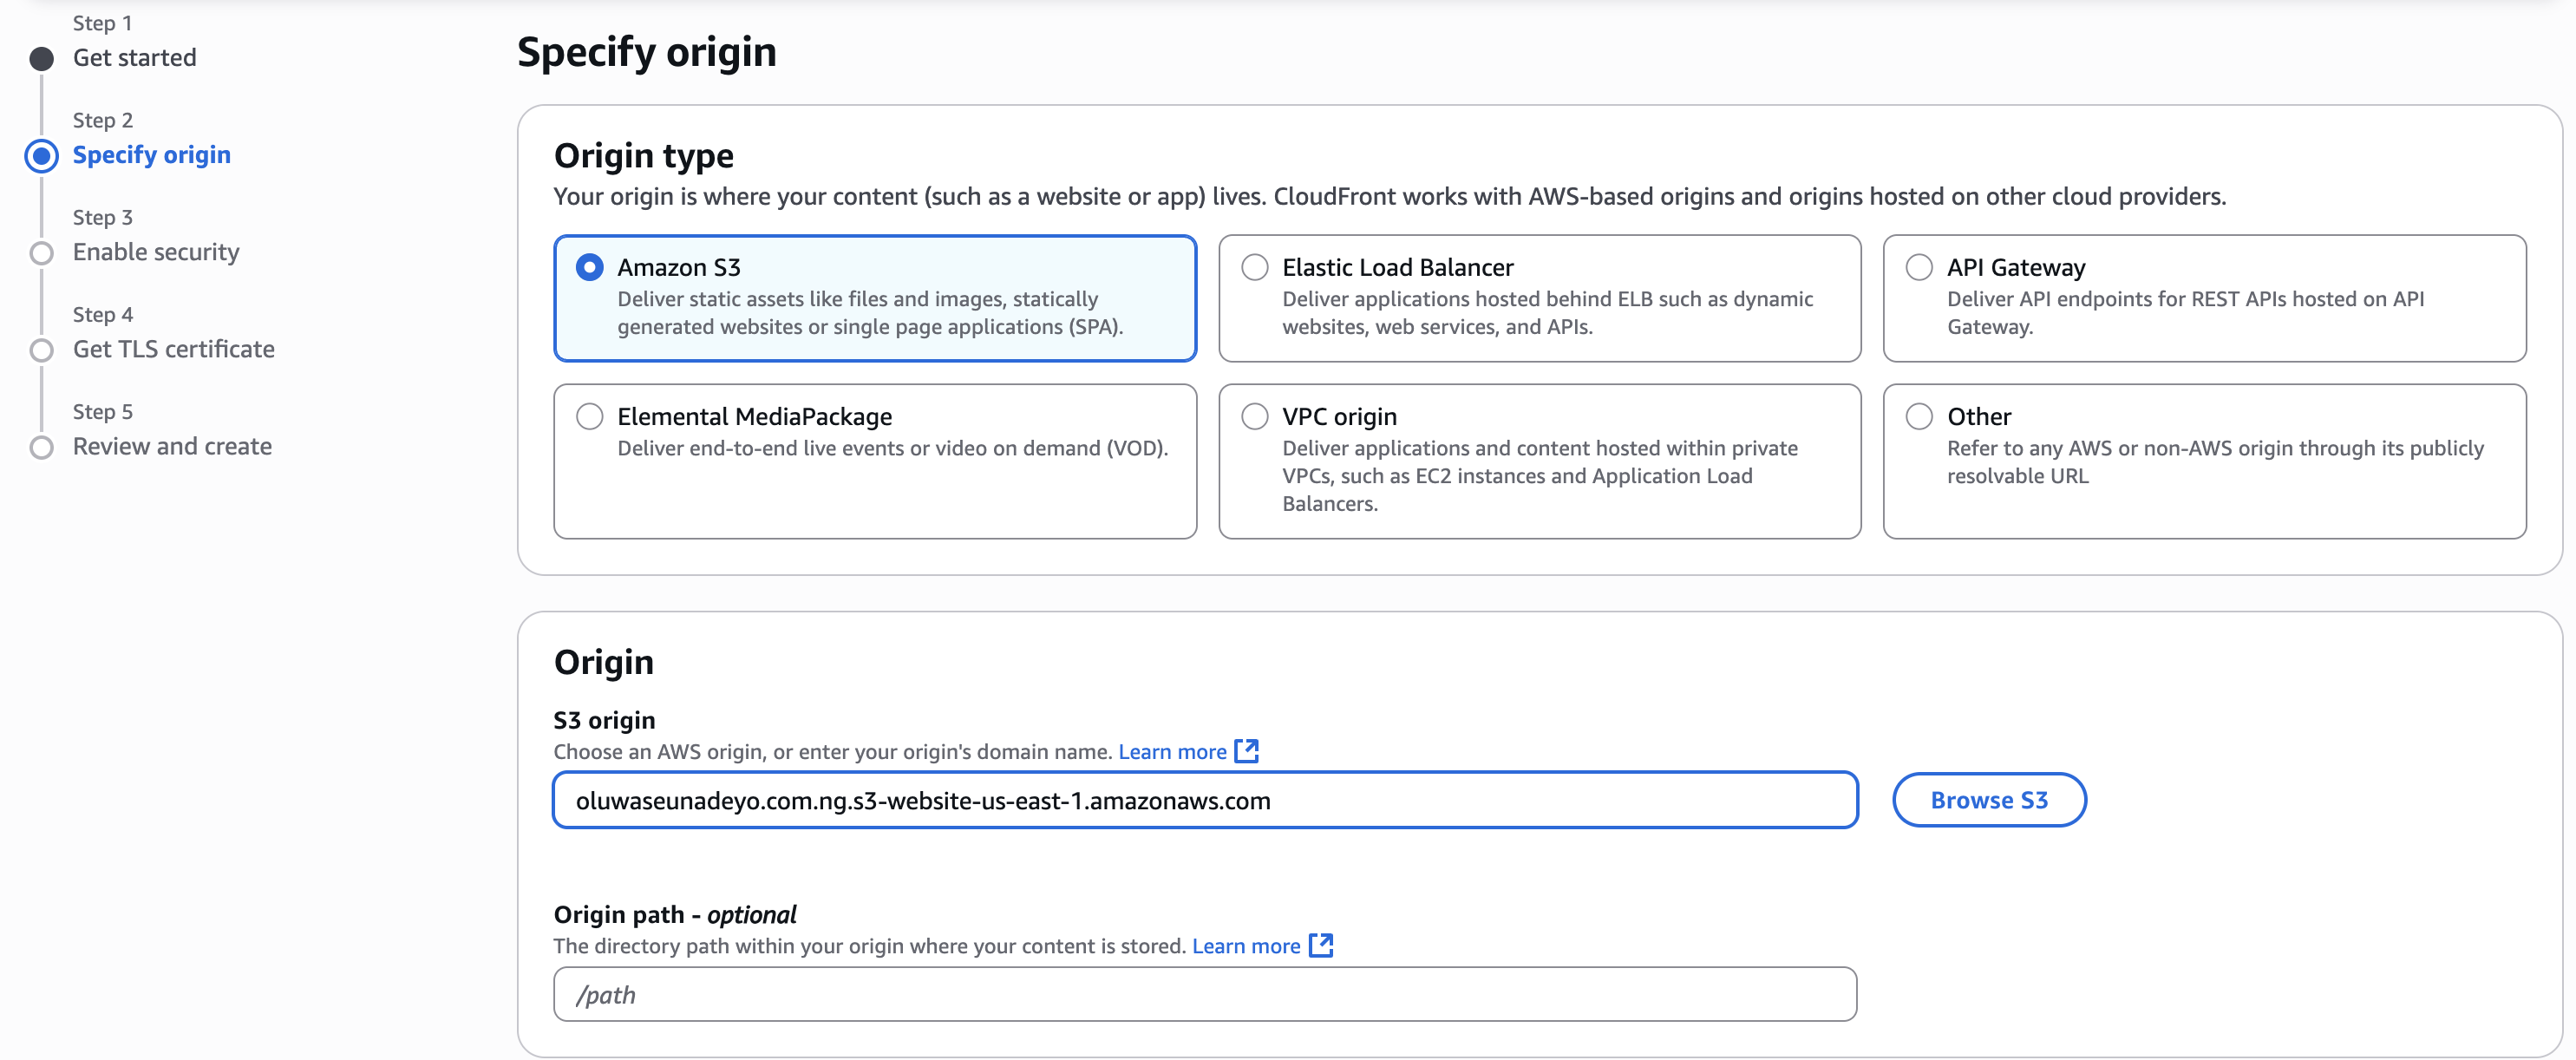 Step 1
Get started
Step 2
Specify origin
Step 3
Enable security
Step 4
Get TLS certificate
Step 5
Review and create
Specify origin
Origin type
Your origin is where your content (such as a website or app) lives. CloudFront works with AWS-based origins and origins hosted on other cloud providers.
Amazon S3
Deliver static assets like files and images, statically
generated websites or single page applications (SPA).
Elastic Load Balancer
Deliver applications hosted behind ELB such as dynamic
websites, web services, and APIs.
API Gateway
Deliver API endpoints for REST APIs hosted on API
Gateway.
Elemental MediaPackage
Deliver end-to-end live events or video on demand (VOD).
VPC origin
Deliver applications and content hosted within private
VPCs, such as EC2 instances and Application Load
Balancers.
Other
Refer to any AWS or non-AWS origin through its publicly
resolvable URL
Origin
S3 origin
Choose an AWS origin, or enter your origin's domain name. Learn more
oluwaseunadeyo.com.ng.s3-website-us-east-1.amazonaws.com
Browse S3
Origin path - optional
The directory path within your origin where your content is stored. Learn more
/path